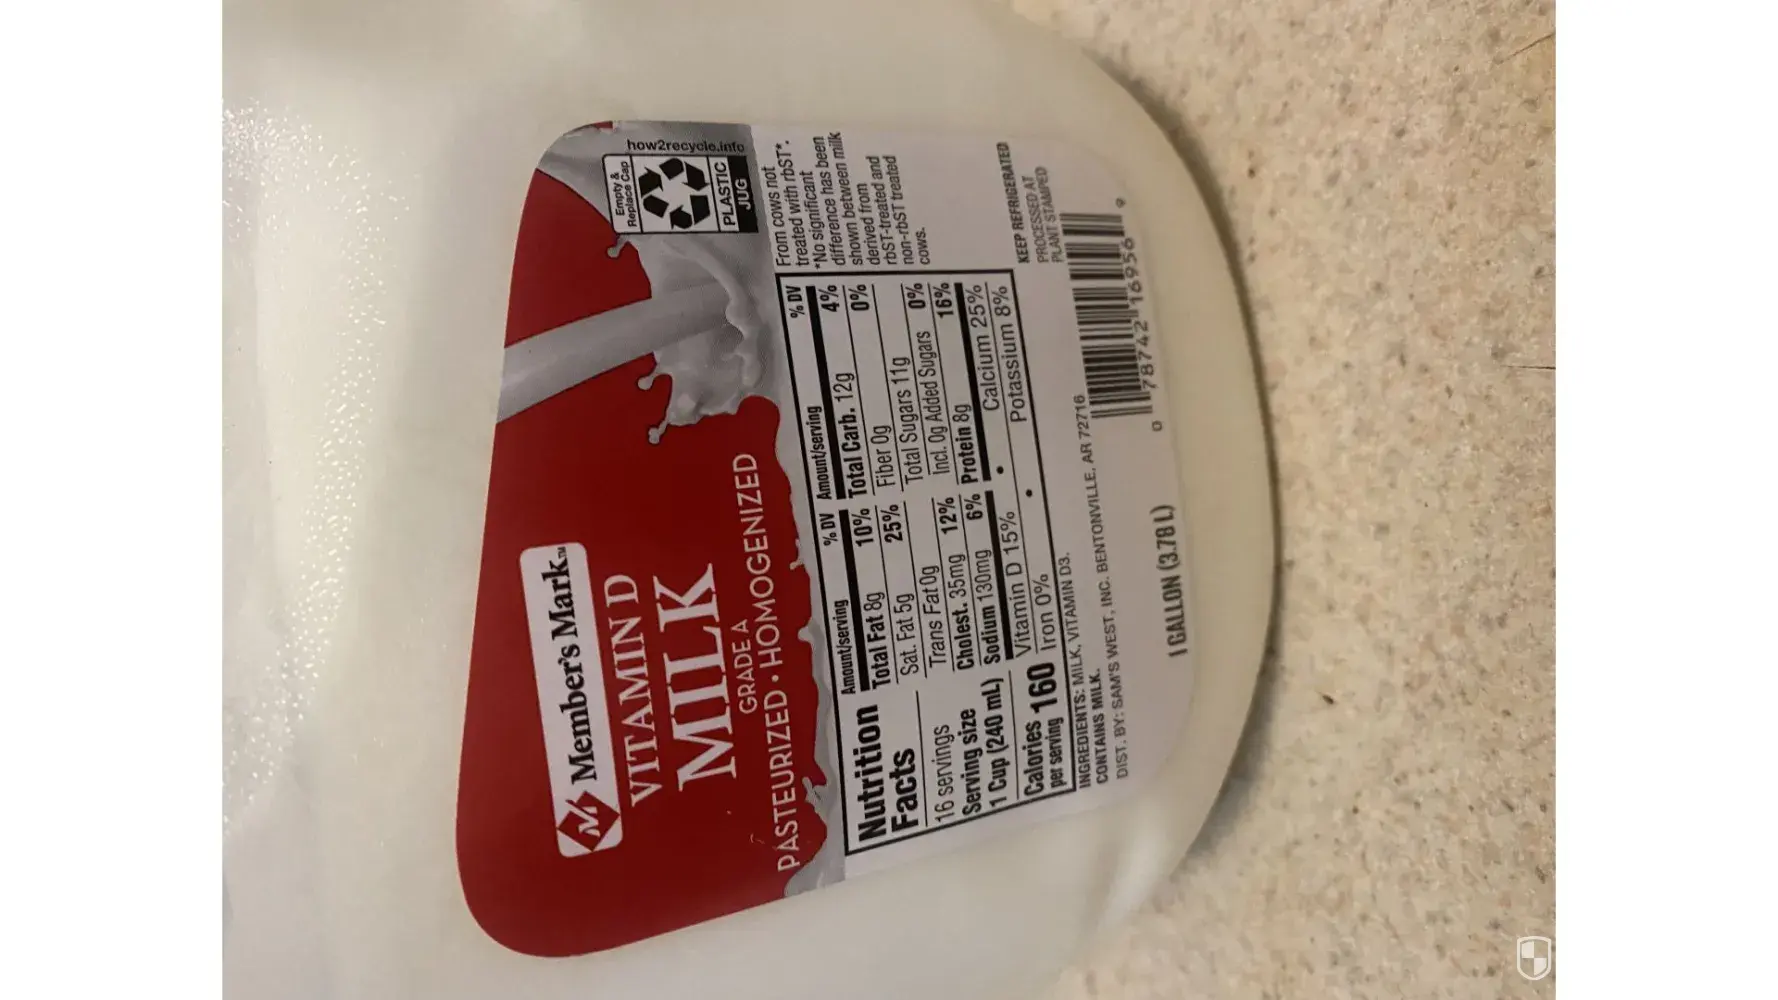 how2recycle.info
Empty &
Replace Cap
PLASTIC
JUG
Member's Mark™
VITAMIN D
MILK
GRADE A
PASTEURIZED • HOMOGENIZED
From cows not
treated with rbST*.
*No significant
difference has been
shown between milk
derived from
rbST-treated and
non-rbST treated
cows.
Nutrition
Facts
16 servings
Serving size
1 Cup (240 mL)
Calories 160
per serving
Amount/serving % DV
Total Fat 8g 10%
Sat. Fat 5g 25%
Trans Fat 0g
Cholest. 35mg 12%
Sodium 130mg 6%
Amount/serving % DV
Total Carb. 12g 4%
Fiber 0g 0%
Total Sugars 11g
Incl. 0g Added Sugars 0%
Protein 8g 16%
Vitamin D 15% • Calcium 25%
Iron 0% • Potassium 8%
KEEP REFRIGERATED
PROCESSED AT
PLANT STAMPED
INGREDIENTS: MILK, VITAMIN D3.
CONTAINS MILK.
DIST. BY: SAM'S WEST, INC. BENTONVILLE, AR 72716
0 78742 16956 9
1 GALLON (3.78 L)